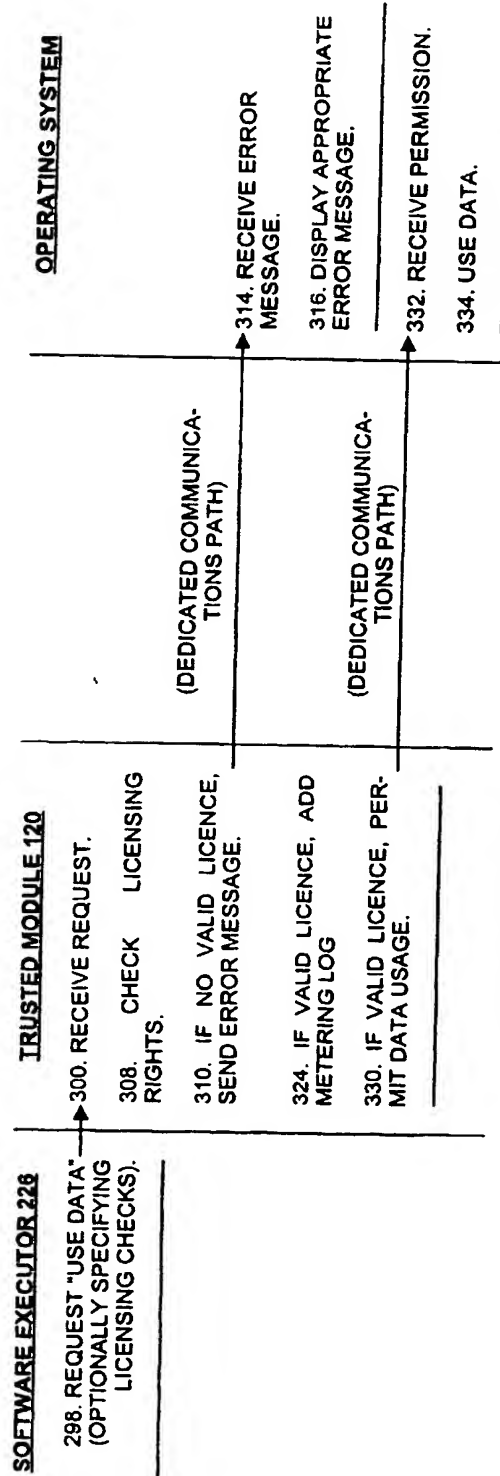 SOFTWARE EXECUTOR 226
298. REQUEST "USE DATA"
(OPTIONALLY SPECIFYING
LICENSING CHECKS).
TRUSTED MODULE 120
300. RECEIVE REQUEST.
308. CHECK LICENSING
RIGHTS.
310. IF NO VALID LICENCE,
SEND ERROR MESSAGE.
324. IF VALID LICENCE, ADD
METERING LOG
330. IF VALID LICENCE, PER-
MIT DATA USAGE.
(DEDICATED COMMUNICA-
TIONS PATH)
(DEDICATED COMMUNICA-
TIONS PATH)
OPERATING SYSTEM
314. RECEIVE ERROR
MESSAGE.
316. DISPLAY APPROPRIATE
ERROR MESSAGE.
332. RECEIVE PERMISSION.
334. USE DATA.